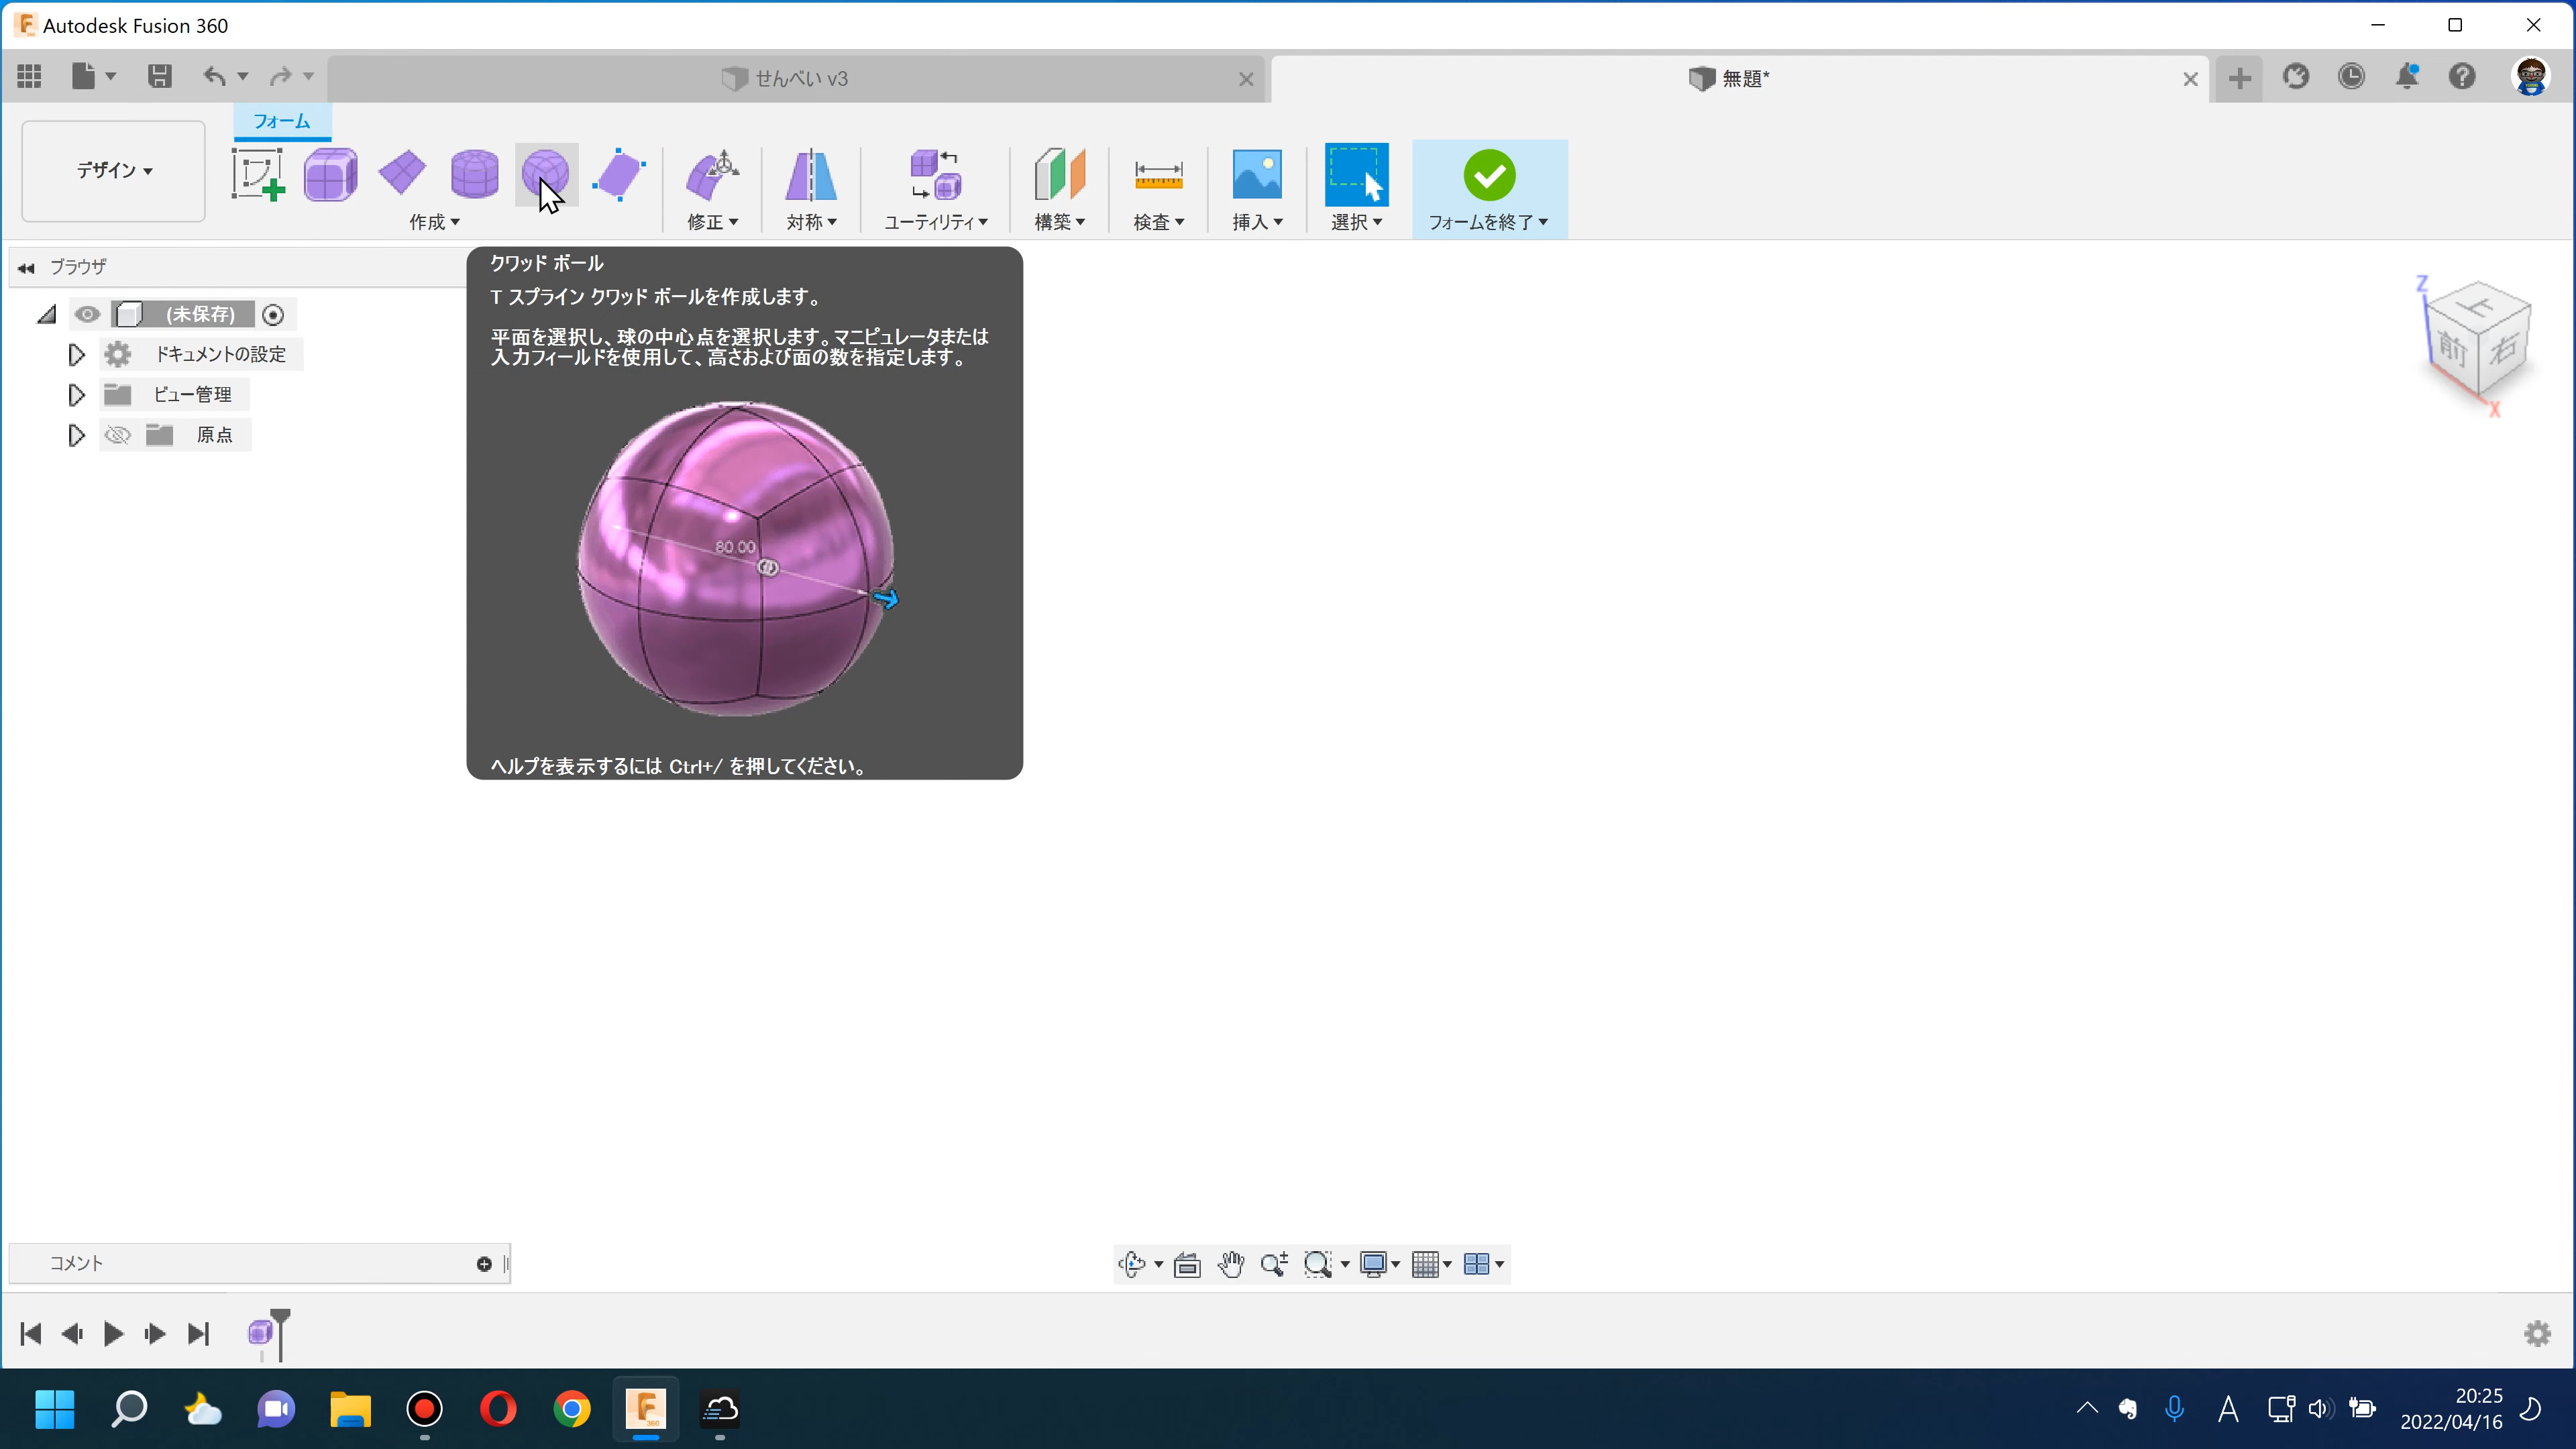 Autodesk Fusion 360
せんべい v3
無題*
フォーム
デザイン
作成
修正
対称
ユーティリティ
構築
検査
挿入
選択
フォームを終了
ブラウザ
(未保存)
ドキュメントの設定
ビュー管理
原点
クワッド ボール
T スプライン クワッド ボールを作成します。
平面を選択し、球の中心点を選択します。マニピュレータまたは
入力フィールドを使用して、高さおよび面の数を指定します。
80.00
ヘルプを表示するには Ctrl+/ を押してください。
Z
上
前
右
X
コメント
360
A
20:25
2022/04/16